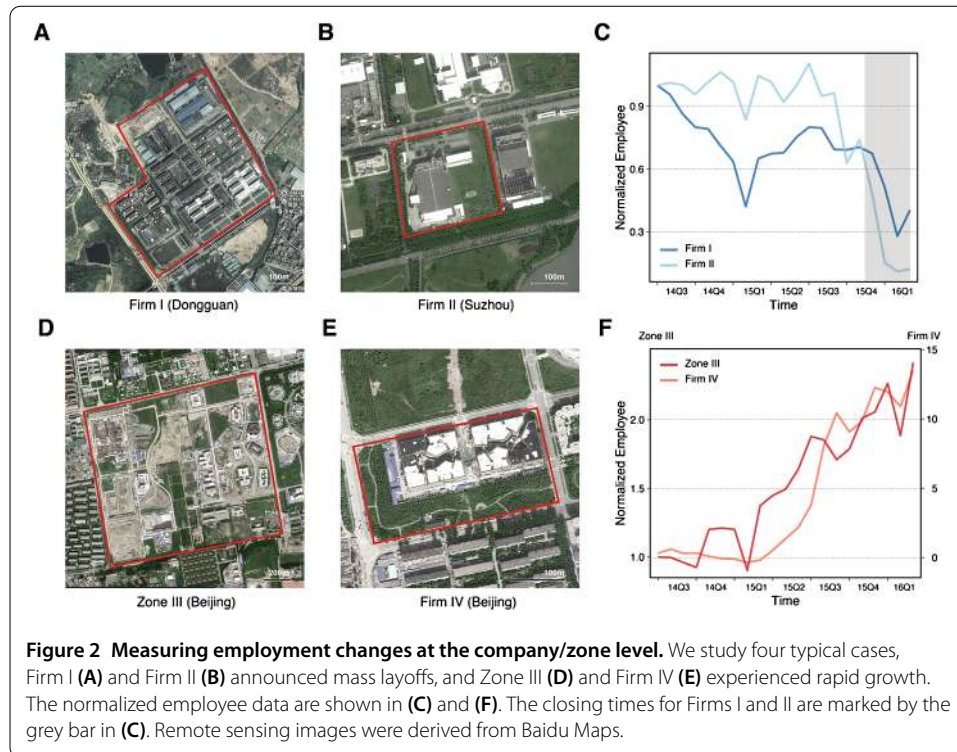 A
B
C
100m
100m
Firm I (Dongguan)
Firm II (Suzhou)
Normalized Employee
0.9
0.6
0.3
Firm I
Firm II
14Q3 14Q4 15Q1 15Q2 15Q3 15Q4 16Q1
Time
D
E
F
200m
100m
Zone III (Beijing)
Firm IV (Beijing)
Zone III
Firm IV
Zone III
Firm IV
Normalized Employee
2.0
1.5
1.0
15
10
5
0
14Q3 14Q4 15Q1 15Q2 15Q3 15Q4 16Q1
Time
Figure 2 Measuring employment changes at the company/zone level. We study four typical cases,
Firm I (A) and Firm II (B) announced mass layoffs, and Zone III (D) and Firm IV (E) experienced rapid growth.
The normalized employee data are shown in (C) and (F). The closing times for Firms I and II are marked by the
grey bar in (C). Remote sensing images were derived from Baidu Maps.